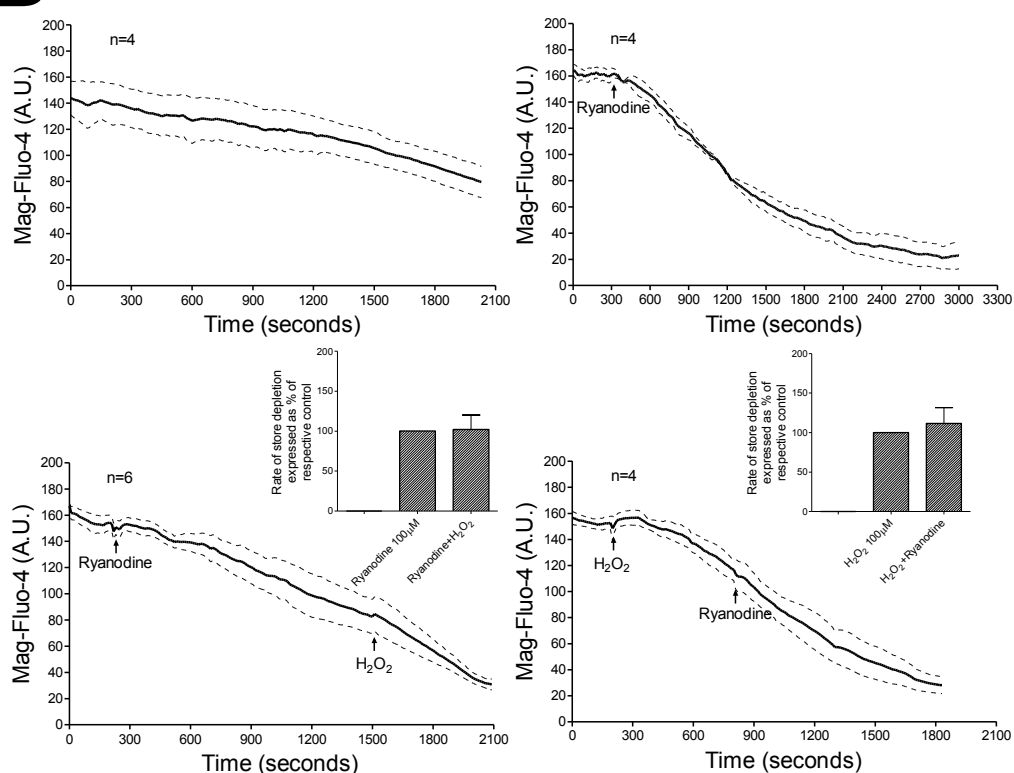 n=4
Mag-Fluo-4 (A.U.)
200
180
160
140
120
100
80
60
40
20
0
0 300 600 900 1200 1500 1800 2100
Time (seconds)
n=4
Ryanodine
Mag-Fluo-4 (A.U.)
200
180
160
140
120
100
80
60
40
20
0
0 300 600 900 1200 1500 1800 2100 2400 2700 3000 3300
Time (seconds)
n=6
Ryanodine
H₂O₂
Mag-Fluo-4 (A.U.)
200
180
160
140
120
100
80
60
40
20
0
0 300 600 900 1200 1500 1800 2100
Time (seconds)
Rate of store depletion
expressed as % of
respective control
200
150
100
50
0
Ryanodine 100μM
Ryanodine+H₂O₂
n=4
H₂O₂
Ryanodine
Mag-Fluo-4 (A.U.)
200
180
160
140
120
100
80
60
40
20
0
0 300 600 900 1200 1500 1800 2100
Time (seconds)
Rate of store depletion
expressed as % of
respective control
200
150
100
50
0
H₂O₂ 100μM
H₂O₂+Ryanodine